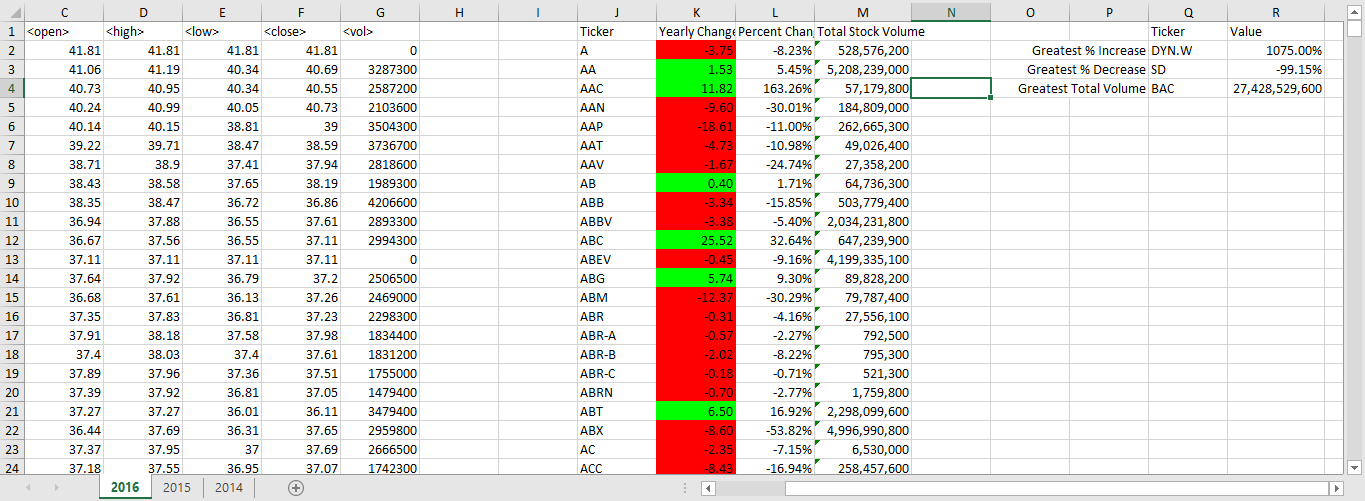 C D E F G H I J K L M N O P Q R
1 <open> <high> <low> <close> <vol> Ticker Yearly Change Percent Chan Total Stock Volume Ticker Value
2 41.81 41.81 41.81 41.81 0 A -3.75 -8.23% 528,576,200 Greatest % Increase DYN.W 1075.00%
3 41.06 41.19 40.34 40.69 3287300 AA 1.53 5.45% 5,208,239,000 Greatest % Decrease SD -99.15%
4 40.73 40.95 40.34 40.55 2587200 AAC 11.82 163.26% 57,179,800 Greatest Total Volume BAC 27,428,529,600
5 40.24 40.99 40.05 40.73 2103600 AAN -9.60 -30.01% 184,809,000
6 40.14 40.15 38.81 39 3504300 AAP -18.61 -11.00% 262,665,300
7 39.22 39.71 38.47 38.59 3736700 AAT -4.73 -10.98% 49,026,400
8 38.71 38.9 37.41 37.94 2818600 AAV -1.67 -24.74% 27,358,200
9 38.43 38.58 37.65 38.19 1989300 AB 0.40 1.71% 64,736,300
10 38.35 38.47 36.72 36.86 4206600 ABB -3.34 -15.85% 503,779,400
11 36.94 37.88 36.55 37.61 2893300 ABBV -3.38 -5.40% 2,034,231,800
12 36.67 37.56 36.55 37.11 2994300 ABC 25.52 32.64% 647,239,900
13 37.11 37.11 37.11 37.11 0 ABEV -0.45 -9.16% 4,199,335,100
14 37.64 37.92 36.79 37.2 2506500 ABG 5.74 9.30% 89,828,200
15 36.68 37.61 36.13 37.26 2469000 ABM -12.37 -30.29% 79,787,400
16 37.35 37.83 36.81 37.23 2298300 ABR -0.31 -4.16% 27,556,100
17 37.91 38.18 37.58 37.98 1834400 ABR-A -0.57 -2.27% 792,500
18 37.4 38.03 37.4 37.61 1831200 ABR-B -2.02 -8.22% 795,300
19 37.89 37.96 37.36 37.51 1755000 ABR-C -0.18 -0.71% 521,300
20 37.39 37.92 36.81 37.05 1479400 ABRN -0.70 -2.77% 1,759,800
21 37.27 37.27 36.01 36.11 3479400 ABT 6.50 16.92% 2,298,099,600
22 36.44 37.69 36.31 37.65 2959800 ABX -8.60 -53.82% 4,996,990,800
23 37.37 37.95 37 37.69 2666500 AC -2.35 -7.15% 6,530,000
24 37.18 37.55 36.95 37.07 1742300 ACC -8.43 -16.94% 258,457,600
2016 2015 2014